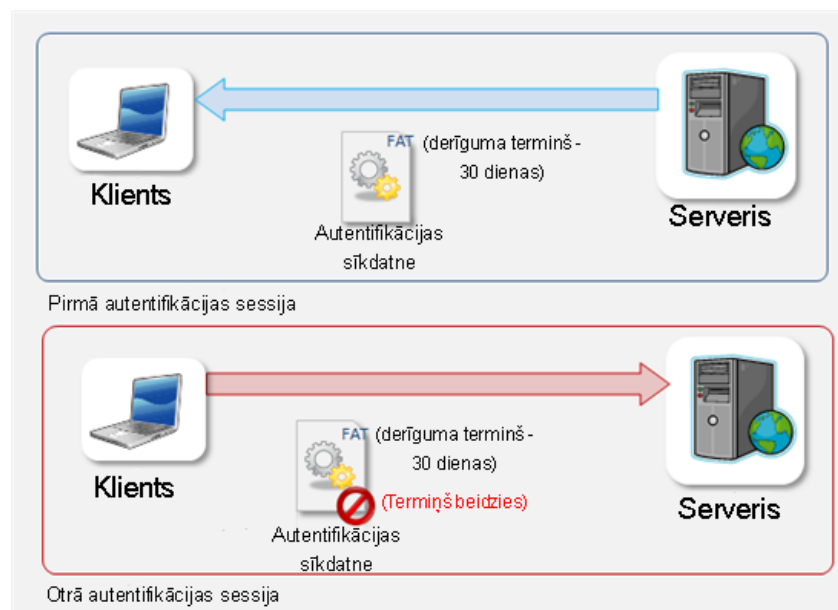 FAT (derīguma termiņš -
30 dienas)
Klients
Serveris
Autentifikācijas
sīkdatne
Pirmā autentifikācijas sessija
FAT (derīguma termiņš -
30 dienas)
(Termiņš beidzies)
Klients
Serveris
Autentifikācijas
sīkdatne
Otrā autentifikācijas sessija